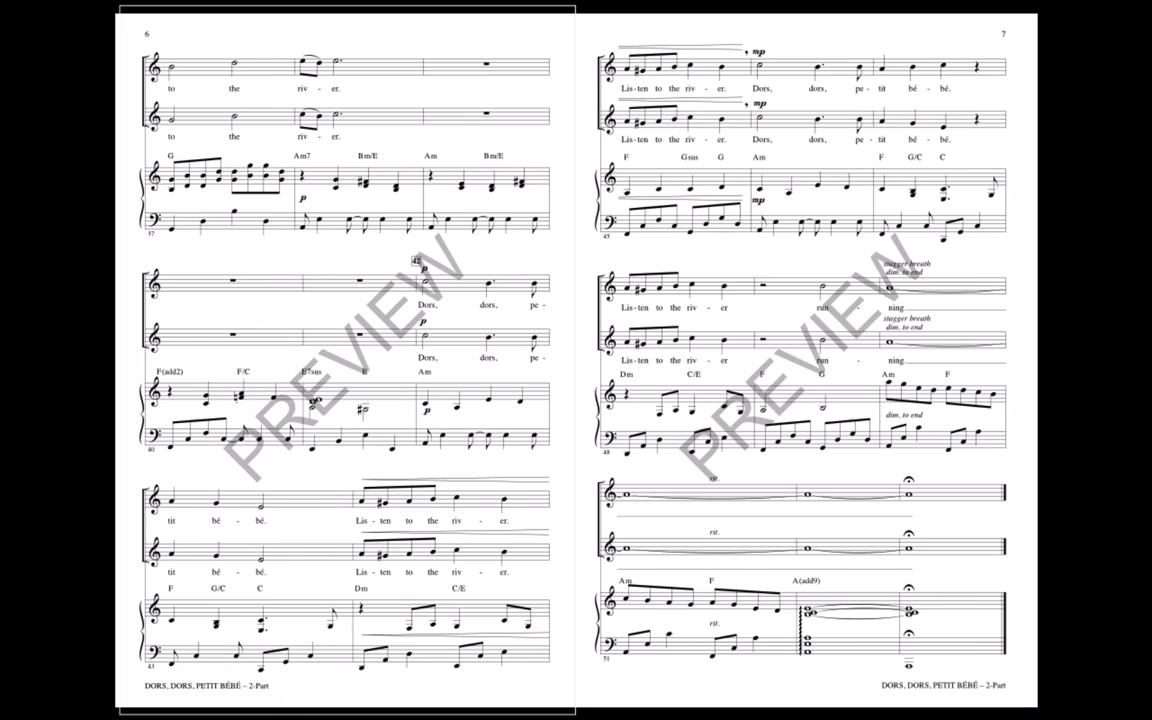 6
to the riv - er.
to the riv - er.
G Am7 Bm/E Am Bm/E
p
37
42
p
Dors, dors, pe -
p
Dors, dors, pe -
F(add2) F/C E7sus E Am
p
40
tit bé - bé. Lis - ten to the riv - er.
tit bé - bé. Lis - ten to the riv - er.
F G/C C Dm C/E
43
DORS, DORS, PETIT BÉBÉ – 2-Part
PREVIEW
7
mp
Lis - ten to the riv - er. Dors, dors, pe - tit bé - bé.
mp
Lis - ten to the riv - er. Dors, dors, pe - tit bé - bé.
F Gsus G Am F G/C C
mp
45
stagger breath
dim. to end
Lis - ten to the riv - er run - ning
stagger breath
dim. to end
Lis - ten to the riv - er run - ning
Dm C/E F G Am F
dim. to end
48
rit.
rit.
Am F A(add9)
rit.
51
DORS, DORS, PETIT BÉBÉ – 2-Part
PREVIEW